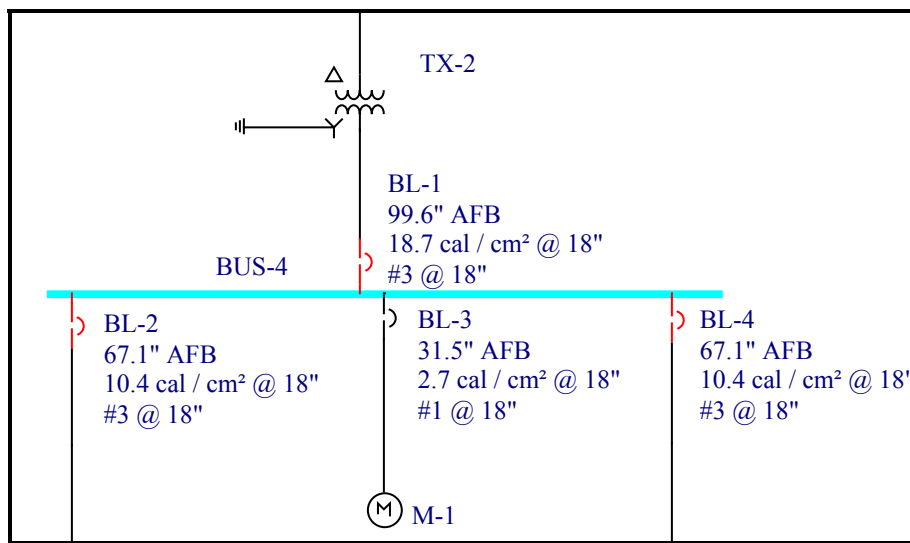 TX-2
BL-1
99.6" AFB
18.7 cal / cm² @ 18"
#3 @ 18"
BUS-4
BL-2
67.1" AFB
10.4 cal / cm² @ 18"
#3 @ 18"
BL-3
31.5" AFB
2.7 cal / cm² @ 18"
#1 @ 18"
BL-4
67.1" AFB
10.4 cal / cm² @ 18"
#3 @ 18"
M
M-1